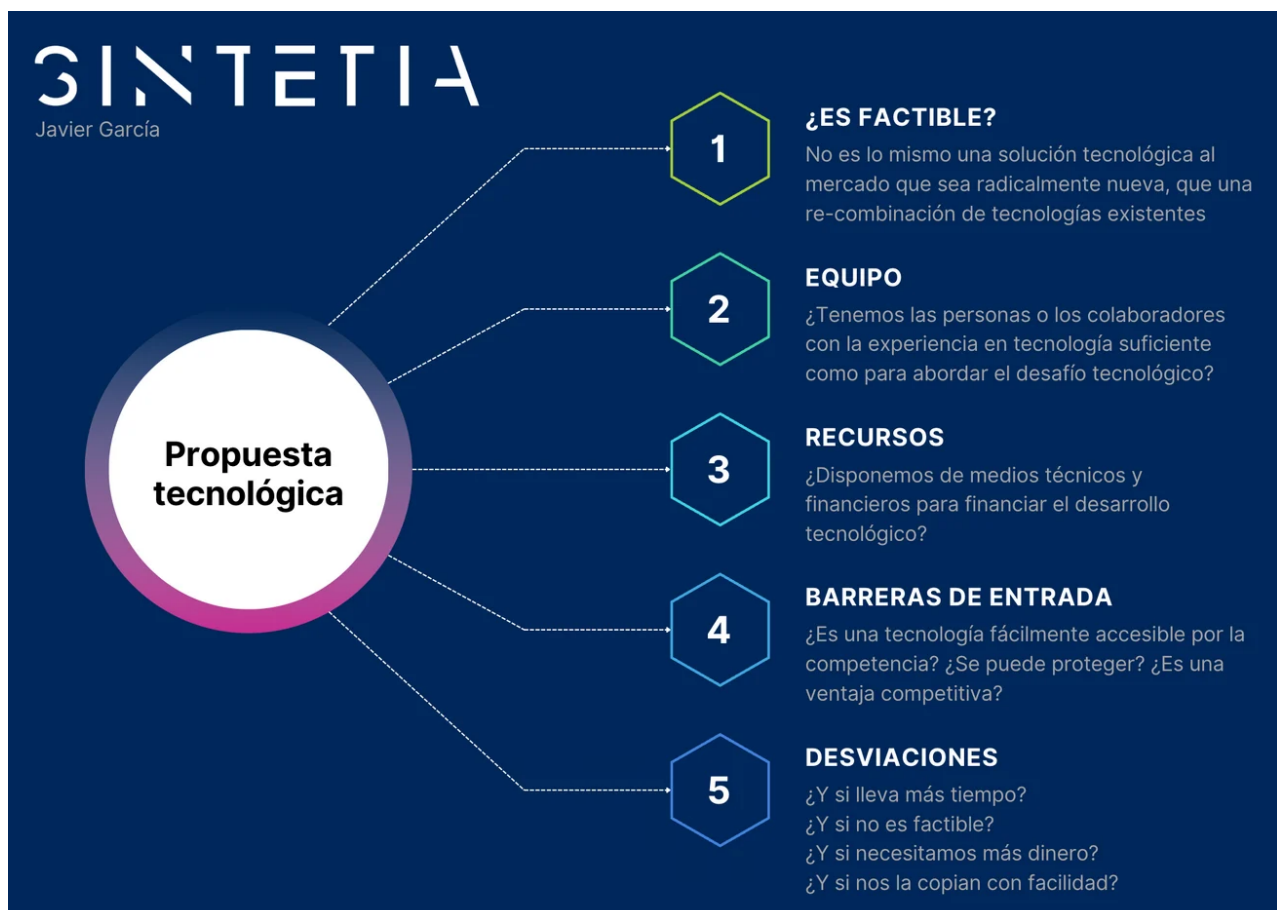 SINTETIA
Javier García
Propuesta
tecnológica
1
¿ES FACTIBLE?
No es lo mismo una solución tecnológica al
mercado que sea radicalmente nueva, que una
re-combinación de tecnologías existentes
2
EQUIPO
¿Tenemos las personas o los colaboradores
con la experiencia en tecnología suficiente
como para abordar el desafío tecnológico?
3
RECURSOS
¿Disponemos de medios técnicos y
financieros para financiar el desarrollo
tecnológico?
4
BARRERAS DE ENTRADA
¿Es una tecnología fácilmente accesible por la
competencia? ¿Se puede proteger? ¿Es una
ventaja competitiva?
5
DESVIACIONES
¿Y si lleva más tiempo?
¿Y si no es factible?
¿Y si necesitamos más dinero?
¿Y si nos la copian con facilidad?